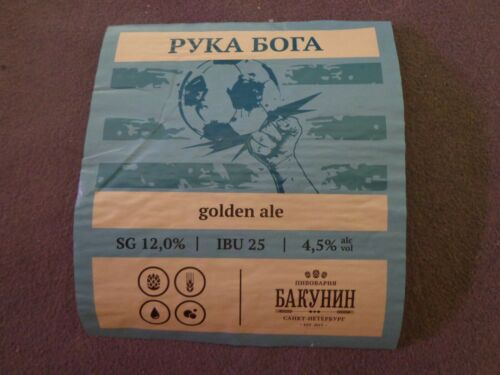 РУКА БОГА
golden ale
SG 12,0% | IBU 25 | 4,5% alc vol
ПИВОВАРНЯ
БАКУНИН
САНКТ-ПЕТЕРБУРГ